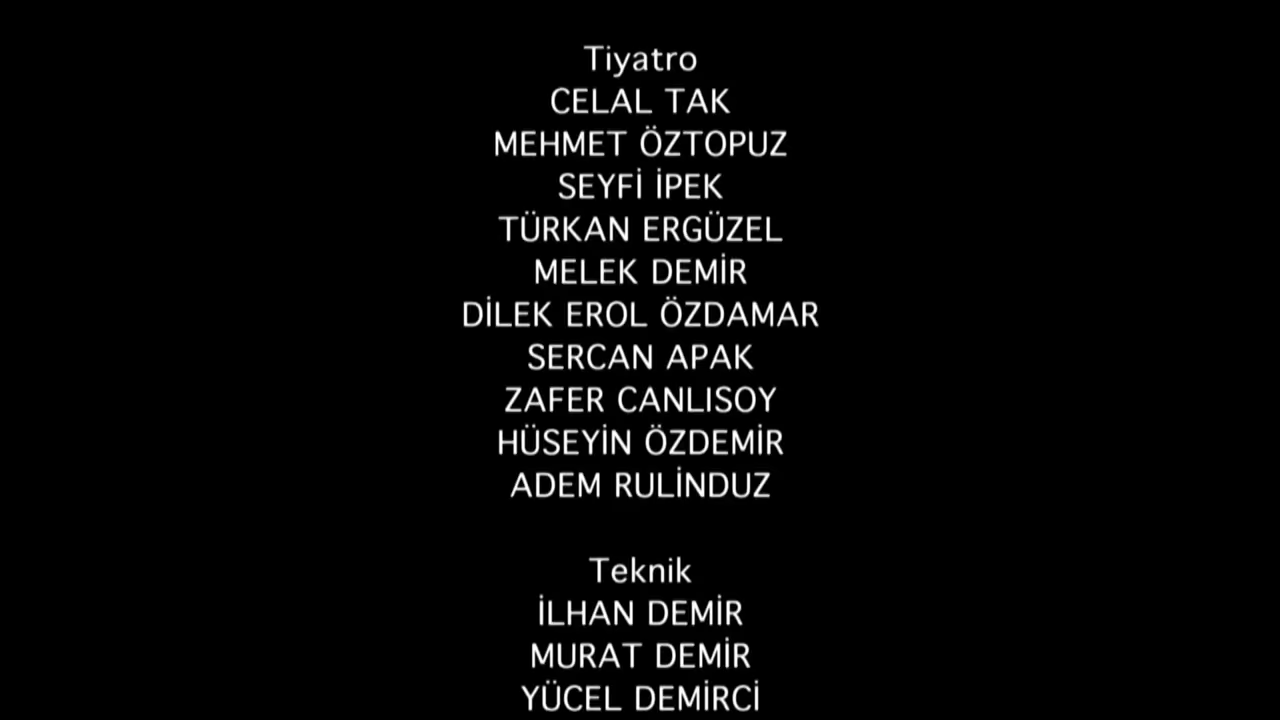 Tiyatro
CELAL TAK
MEHMET ÖZTOPUZ
SEYFİ İPEK
TÜRKAN ERGÜZEL
MELEK DEMİR
DİLEK EROL ÖZDAMAR
SERCAN APAK
ZAFER CANLISOY
HÜSEYİN ÖZDEMİR
ADEM RULİNDUZ
Teknik
İLHAN DEMİR
MURAT DEMİR
YÜCEL DEMİRCİ